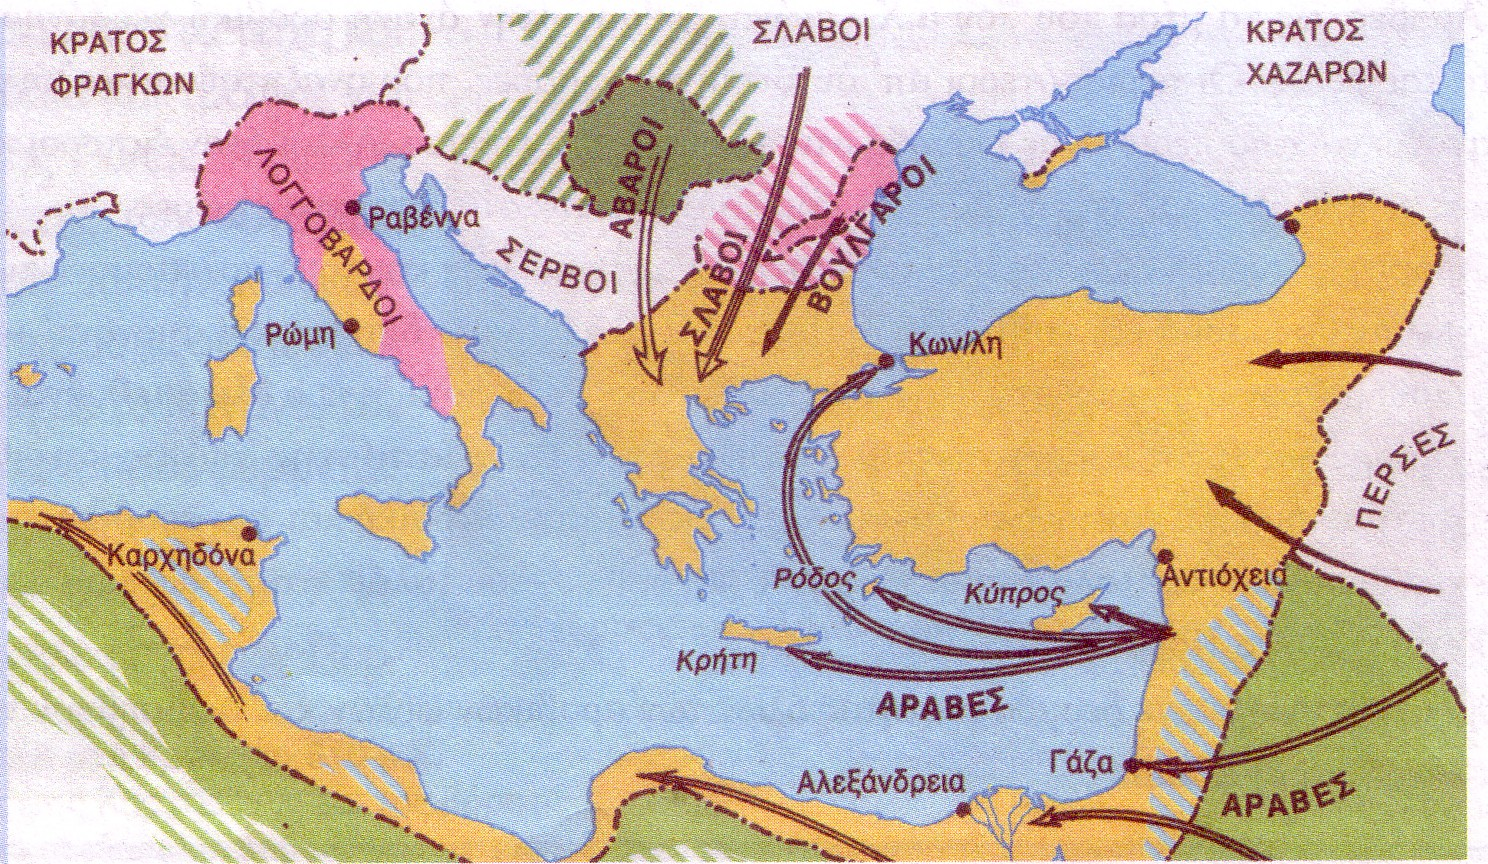 ΚΡΑΤΟΣ
ΦΡΑΓΚΩΝ
ΣΛΑΒΟΙ
ΚΡΑΤΟΣ
ΧΑΖΑΡΩΝ
ΛΟΓΓΟΒΑΡΔΟΙ
ΑΒΑΡΟΙ
Ραβέννα
ΣΕΡΒΟΙ
ΣΛΑΒΟΙ
ΣΛΑΒΟΙ
ΒΟΥΛΓΑΡΟΙ
Ρώμη
Κων/λη
ΠΕΡΣΕΣ
Καρχηδόνα
Ρόδος
Κύπρος
Αντιόχεια
Κρήτη
ΑΡΑΒΕΣ
Γάζα
Αλεξάνδρεια
ΑΡΑΒΕΣ